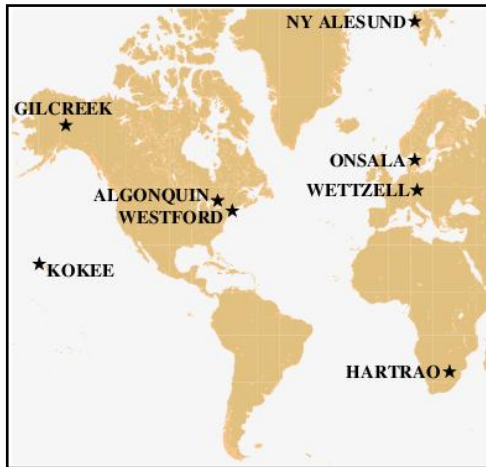 NY ALESUND
GILCREEK
ONSALA
ALGONQUIN
WETTZELL
WESTFORD
KOKEE
HARTRAO